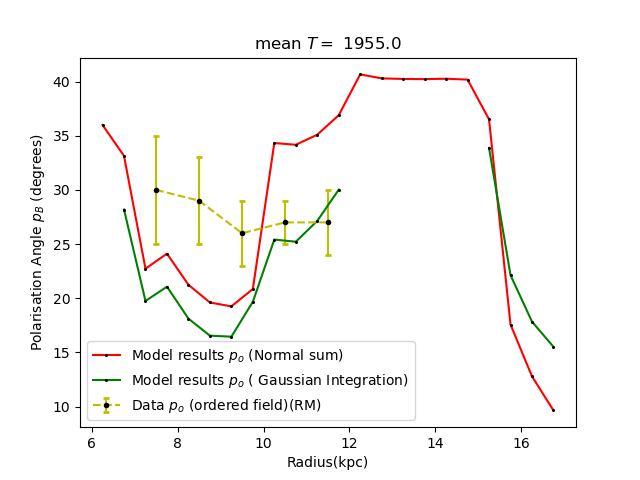 mean T = 1955.0
Polarisation Angle p_B (degrees)
40
35
30
25
20
15
10
Model results p_o (Normal sum)
Model results p_o ( Gaussian Integration)
Data p_o (ordered field)(RM)
6 8 10 12 14 16
Radius(kpc)